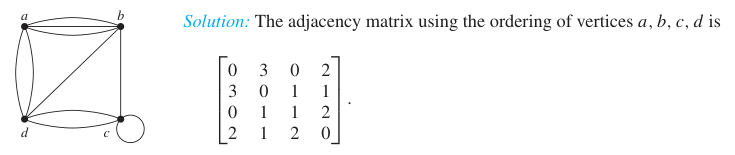 a b
d c
Solution: The adjacency matrix using the ordering of vertices a, b, c, d is
0 3 0 2
3 0 1 1
0 1 1 2
2 1 2 0
.